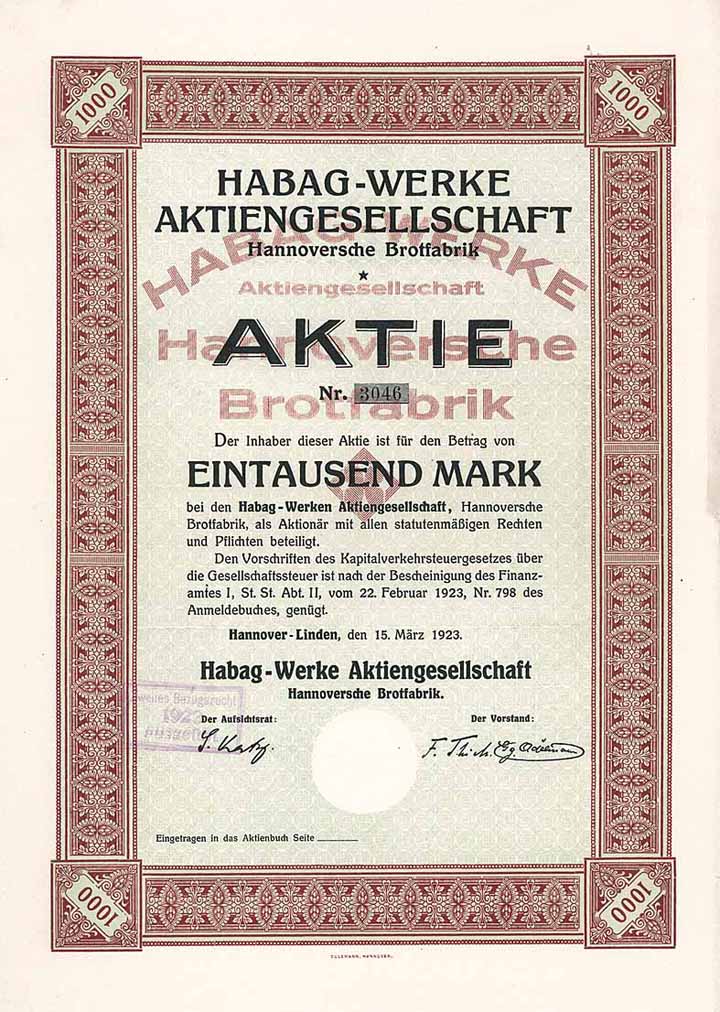 1000
1000
HABAG-WERKE
AKTIENGESELLSCHAFT
Hannoversche Brotfabrik
HABAG-WERKE
Aktiengesellschaft
AKTIE
Hannoversche
Nr. 3046
Brotfabrik
Der Inhaber dieser Aktie ist für den Betrag von
EINTAUSEND MARK
bei den Habag-Werken Aktiengesellschaft, Hannoversche
Brotfabrik, als Aktionär mit allen statutenmäßigen Rechten
und Pflichten beteiligt.
Den Vorschriften des Kapitalverkehrsteuergesetzes über
die Gesellschaftssteuer ist nach der Bescheinigung des Finanz-
amtes I, St. St. Abt. II, vom 22. Februar 1923, Nr. 798 des
Anmeldebuches, genügt.
Hannover-Linden, den 15. März 1923.
Habag-Werke Aktiengesellschaft
Hannoversche Brotfabrik.
Bezugsrecht
Der Aufsichtsrat:
Der Vorstand:
Eingetragen in das Aktienbuch Seite
1000
1000